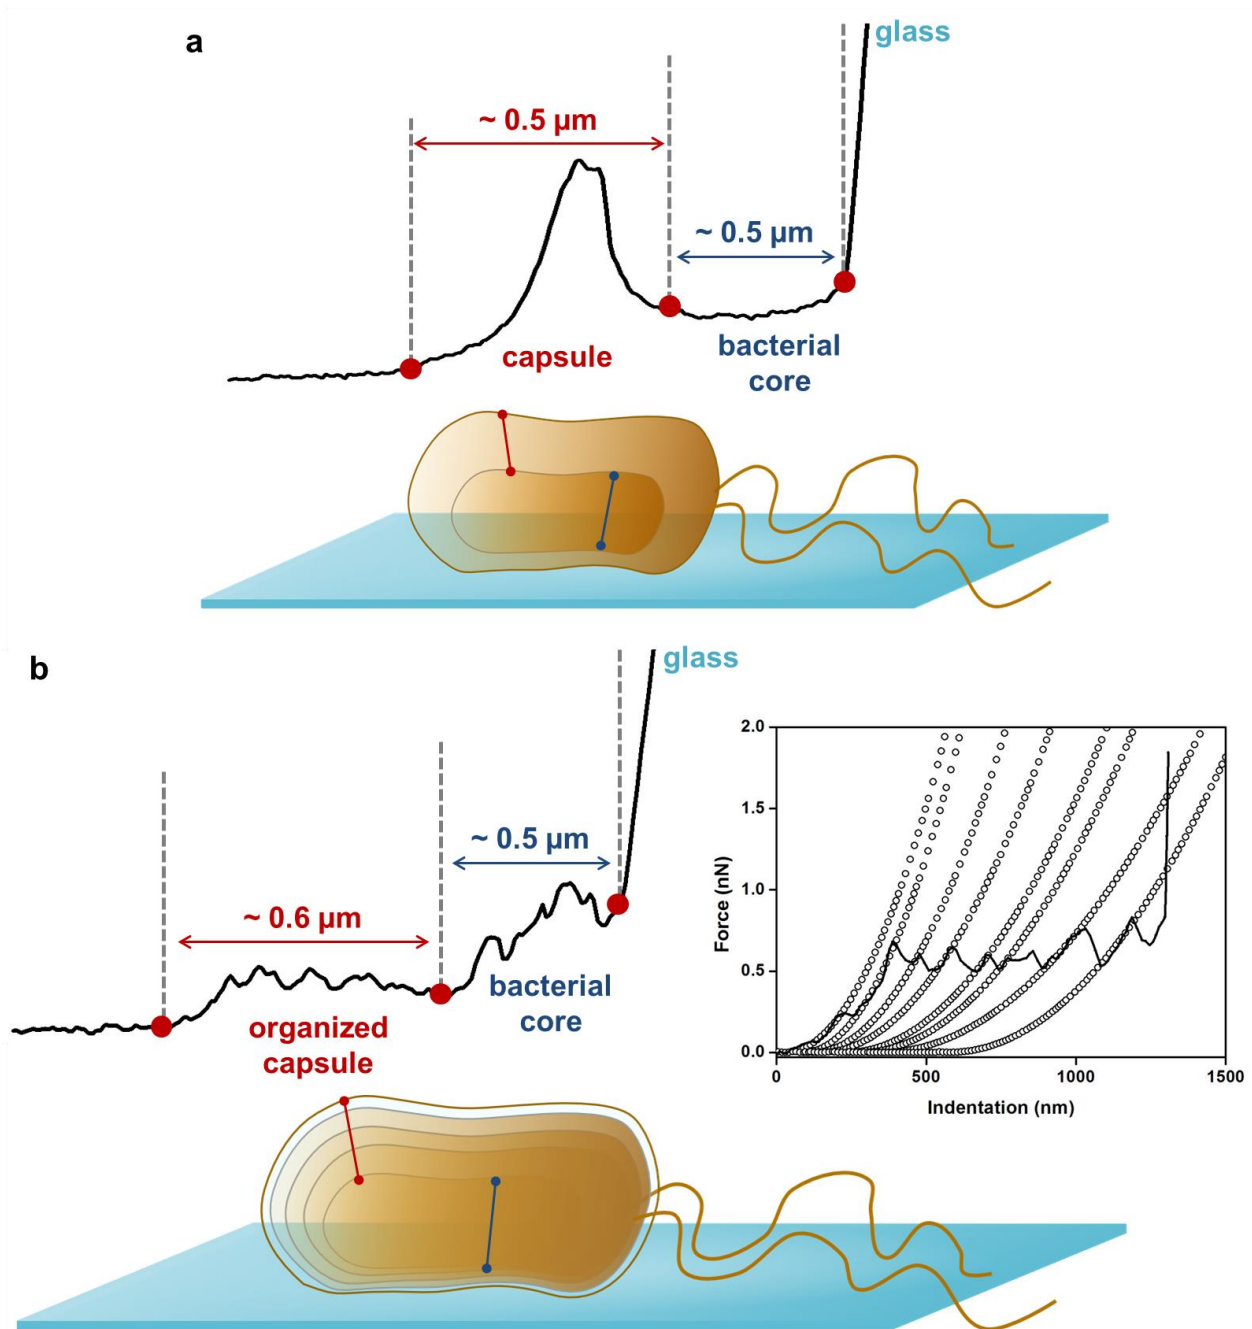 a
glass
~ 0.5 µm
~ 0.5 µm
capsule
bacterial
core
b
glass
~ 0.5 µm
~ 0.6 µm
bacterial
core
organized
capsule
2.0
1.5
1.0
0.5
0.0
Force (nN)
0
500
1000
1500
Indentation (nm)